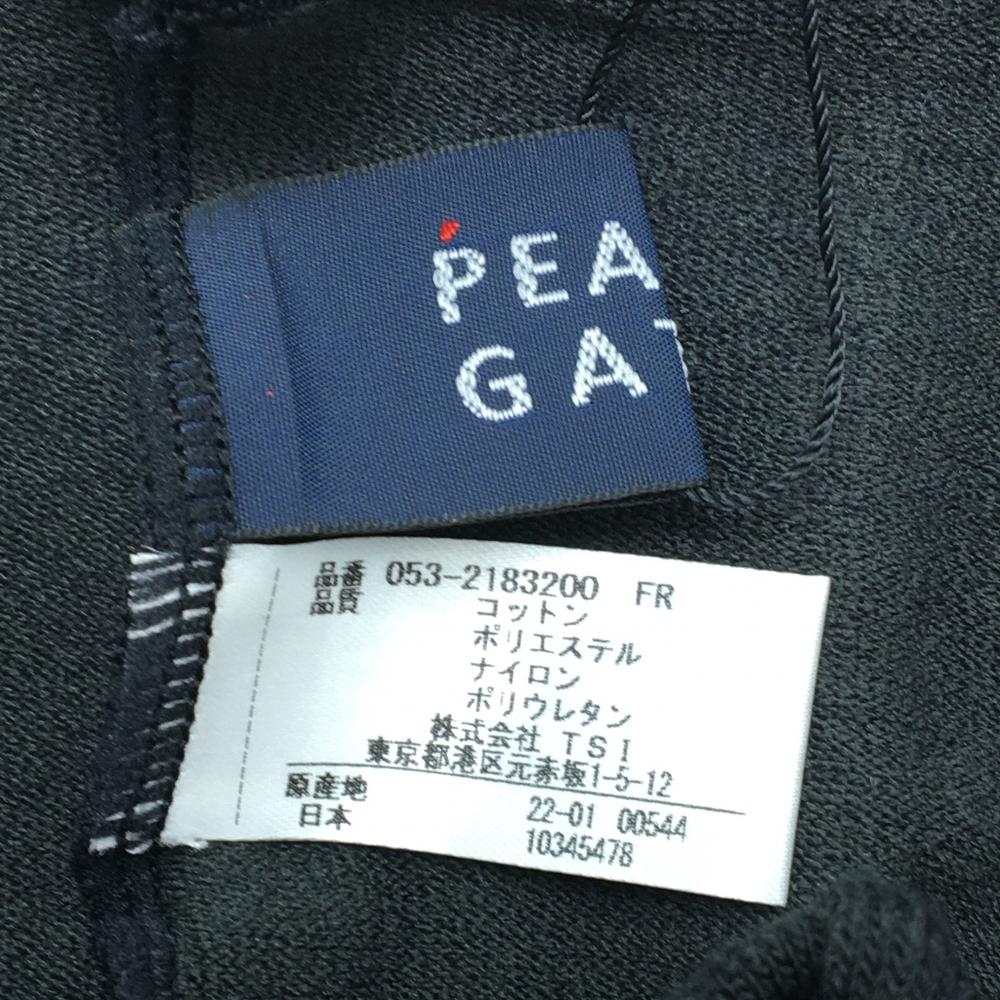 PEA
GA
品番 053-2183200 FR
品質 コットン
ポリエステル
ナイロン
ポリウレタン
株式会社 TSI
東京都港区元赤坂1-5-12
原産地
日本
22-01 00544
10345478